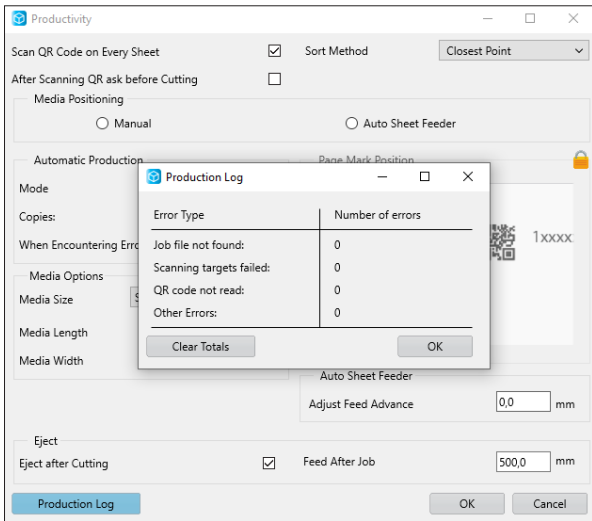 Productivity
Scan QR Code on Every Sheet
Sort Method
Closest Point
After Scanning QR ask before Cutting
Media Positioning
Manual
Auto Sheet Feeder
Automatic Production
Page Mark Position
Mode
Copies:
When Encountering
1xxxx
Production Log
Error Type
Number of errors
Job file not found:
0
Scanning targets failed:
0
QR code not read:
0
Other Errors:
0
Clear Totals
OK
Media Options
Media Size
Media Length
Media Width
Auto Sheet Feeder
Adjust Feed Advance
0,0
mm
Eject
Eject after Cutting
Feed After Job
500,0
mm
Production Log
OK
Cancel